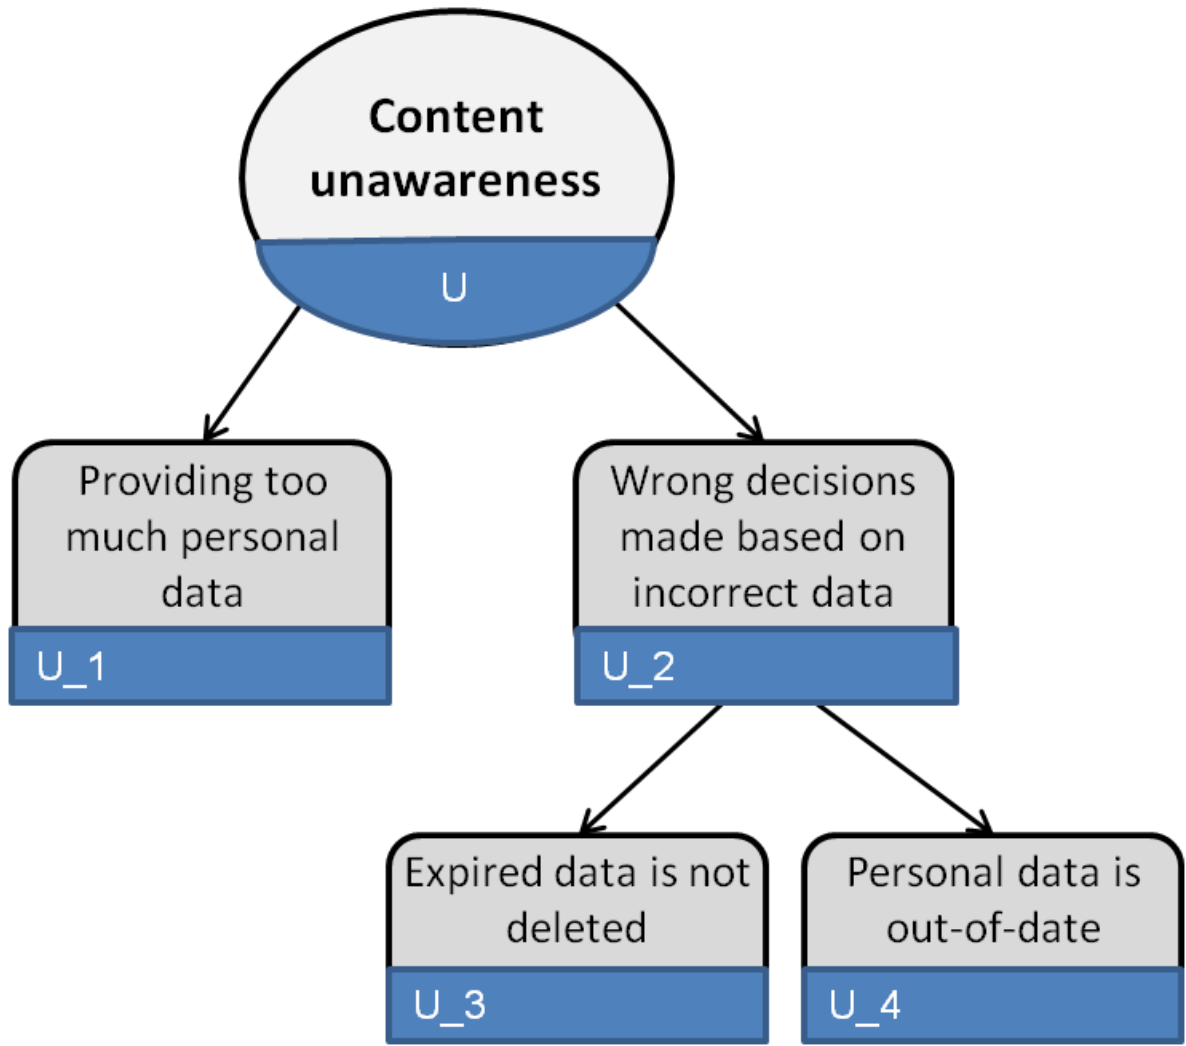 Content
unawareness
U
Providing too
much personal
data
U_1
Wrong decisions
made based on
incorrect data
U_2
Expired data is not
deleted
U_3
Personal data is
out-of-date
U_4